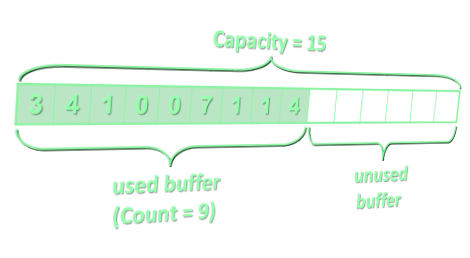 Capacity = 15
3 4 1 0 0 7 1 1 4
used buffer
(Count = 9)
unused
buffer